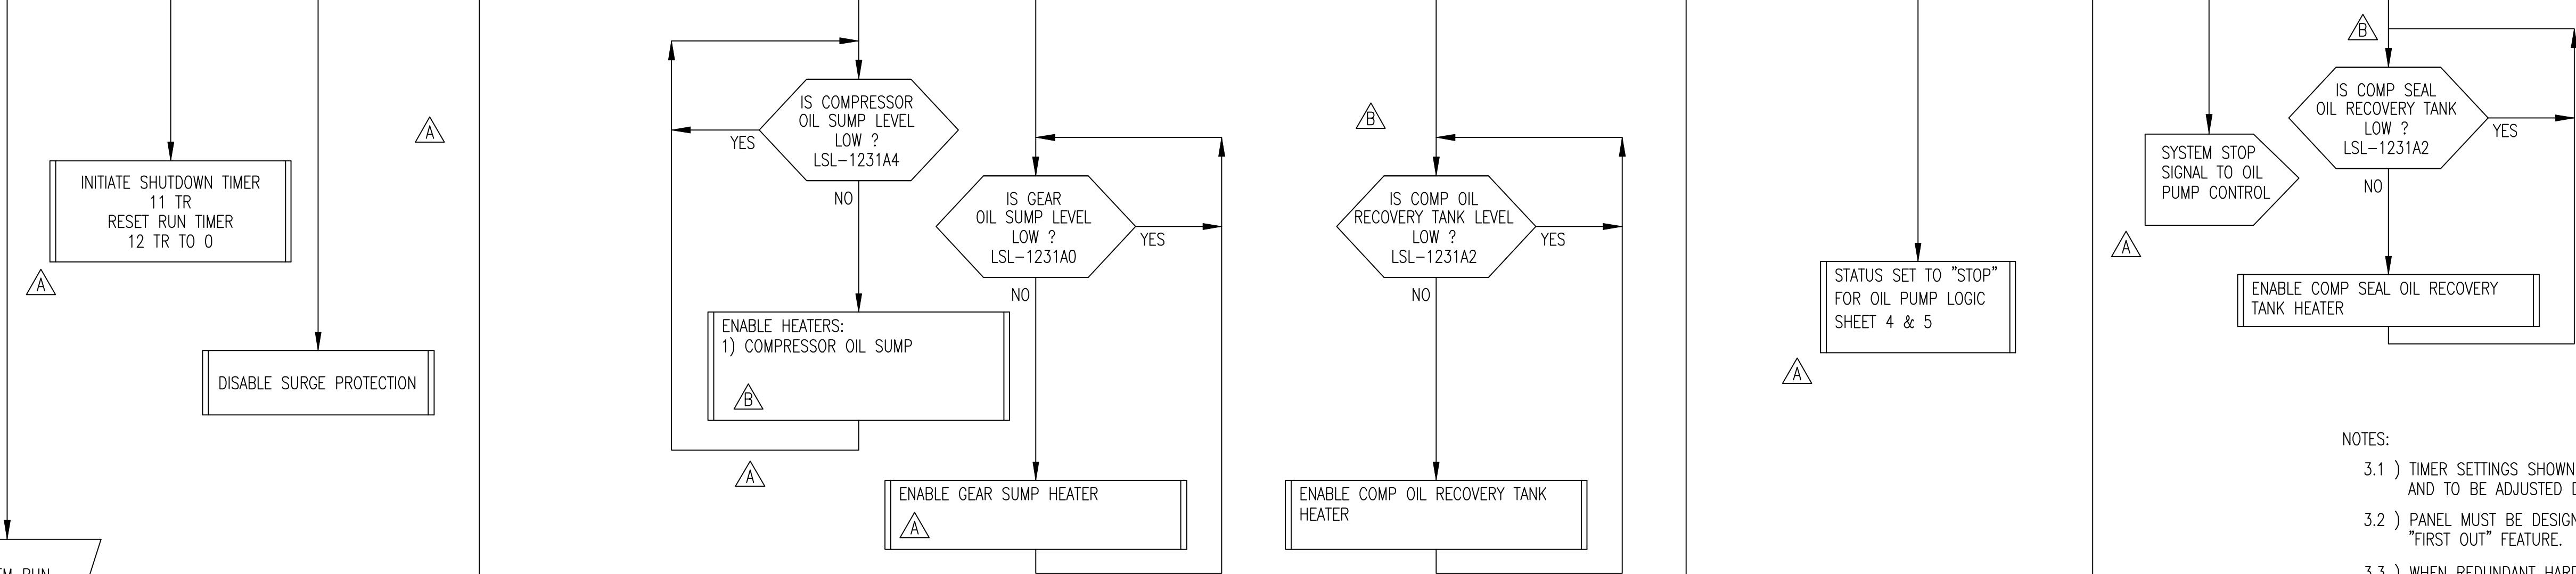 INITIATE SHUTDOWN TIMER
11 TR
RESET RUN TIMER
12 TR TO 0
A
DISABLE SURGE PROTECTION
A
IS COMPRESSOR
OIL SUMP LEVEL
LOW ?
LSL-1231A4
YES
NO
ENABLE HEATERS:
1) COMPRESSOR OIL SUMP
B
A
IS GEAR
OIL SUMP LEVEL
LOW ?
LSL-1231A0
YES
NO
ENABLE GEAR SUMP HEATER
A
B
IS COMP OIL
RECOVERY TANK LEVEL
LOW ?
LSL-1231A2
YES
NO
ENABLE COMP OIL RECOVERY TANK
HEATER
STATUS SET TO "STOP"
FOR OIL PUMP LOGIC
SHEET 4 & 5
A
SYSTEM STOP
SIGNAL TO OIL
PUMP CONTROL
A
B
IS COMP SEAL
OIL RECOVERY TANK
LOW ?
LSL-1231A2
YES
NO
ENABLE COMP SEAL OIL RECOVERY
TANK HEATER
NOTES:
3.1 ) TIMER SETTINGS SHOWN
AND TO BE ADJUSTED
3.2 ) PANEL MUST BE DESIGN
"FIRST OUT" FEATURE.
3.3 ) WHEN REDUNDANT HARD